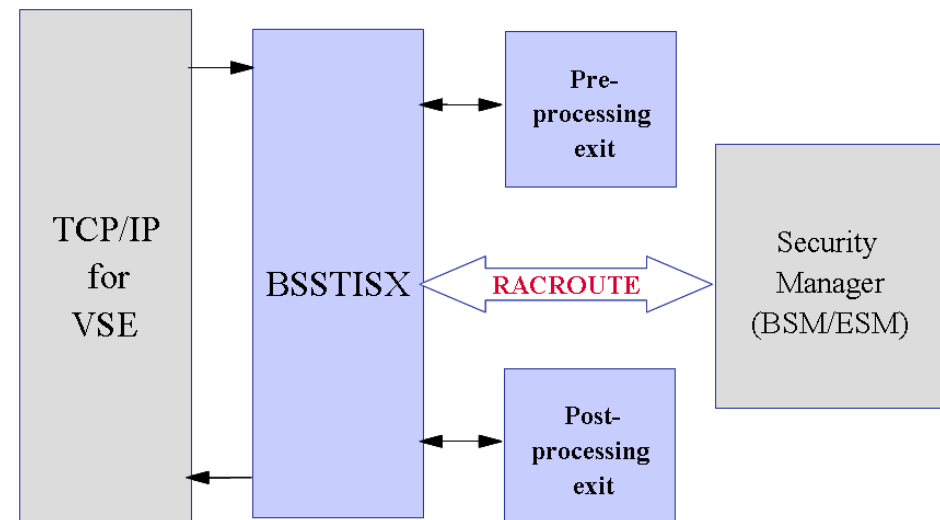 TCP/IP
for
VSE
BSSTISX
Pre-
processing
exit
RACROUTE
Post-
processing
exit
Security
Manager
(BSM/ESM)